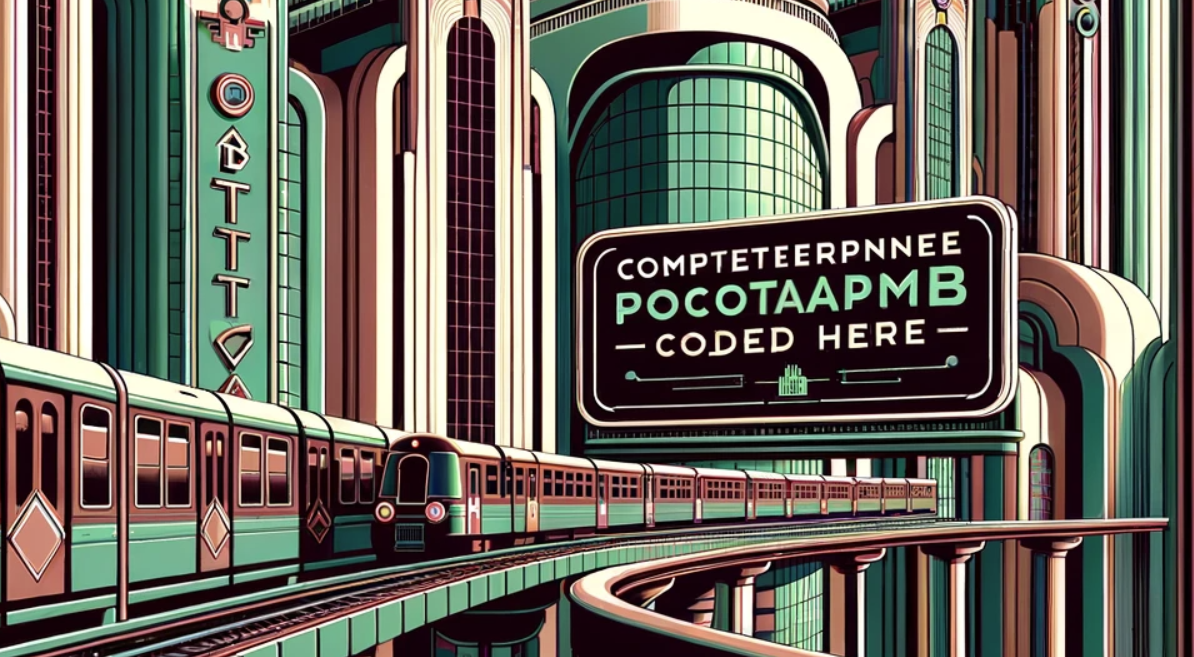 COMPTETEERPNNEE
POCOTAAPMB
— CODED HERE —